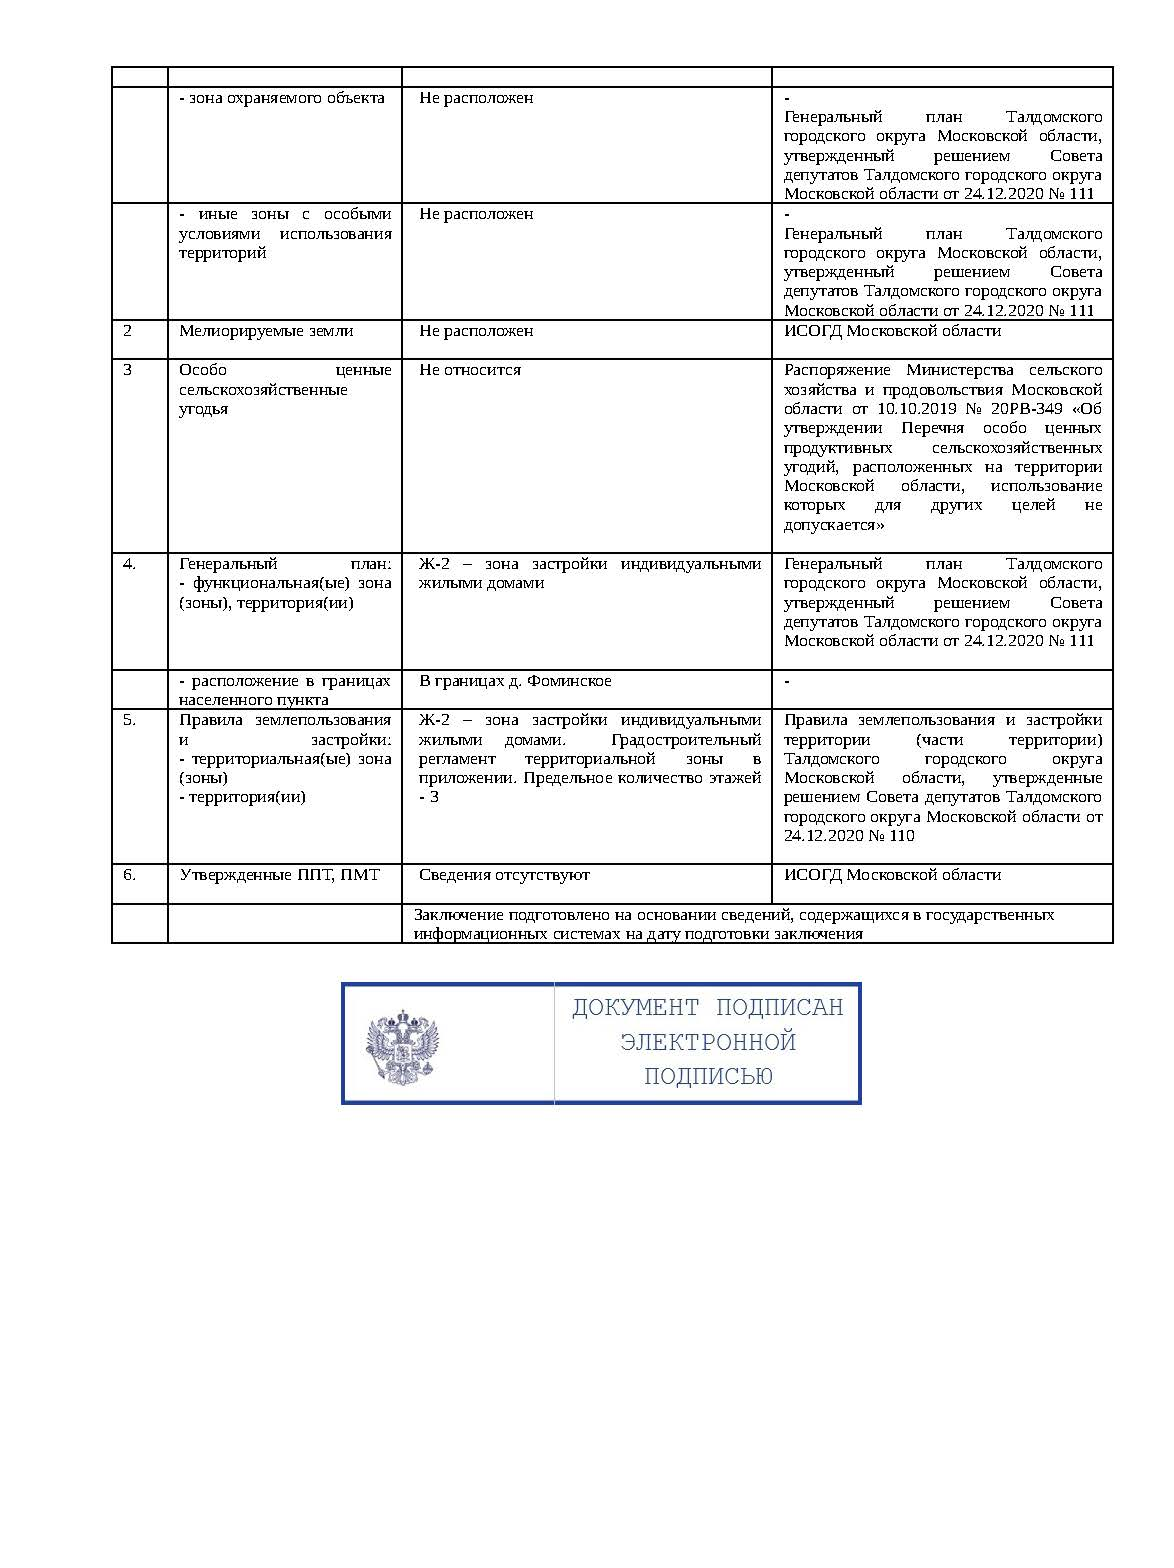 - зона охраняемого объекта
Не расположен
-
Генеральный план Талдомского
городского округа Московской области,
утвержденный решением Совета
депутатов Талдомского городского округа
Московской области от 24.12.2020 № 111
- иные зоны с особыми
условиями использования
территорий
Не расположен
-
Генеральный план Талдомского
городского округа Московской области,
утвержденный решением Совета
депутатов Талдомского городского округа
Московской области от 24.12.2020 № 111
2
Мелиорируемые земли
Не расположен
ИСОГД Московской области
3
Особо ценные
сельскохозяйственные
угодья
Не относится
Распоряжение Министерства сельского
хозяйства и продовольствия Московской
области от 10.10.2019 № 20РВ-349 «Об
утверждении Перечня особо ценных
продуктивных сельскохозяйственных
угодий, расположенных на территории
Московской области, использование
которых для других целей не
допускается»
4.
Генеральный план:
- функциональная(ые) зона
(зоны), территория(ии)
Ж-2 – зона застройки индивидуальными
жилыми домами
Генеральный план Талдомского
городского округа Московской области,
утвержденный решением Совета
депутатов Талдомского городского округа
Московской области от 24.12.2020 № 111
- расположение в границах
населенного пункта
В границах д. Фоминское
-
5.
Правила землепользования
и застройки:
- территориальная(ые) зона
(зоны)
- территория(ии)
Ж-2 – зона застройки индивидуальными
жилыми домами. Градостроительный
регламент территориальной зоны в
приложении. Предельное количество этажей
- 3
Правила землепользования и застройки
территории (части территории)
Талдомского городского округа
Московской области, утвержденные
решением Совета депутатов Талдомского
городского округа Московской области от
24.12.2020 № 110
6.
Утвержденные ППТ, ПМТ
Сведения отсутствуют
ИСОГД Московской области
Заключение подготовлено на основании сведений, содержащихся в государственных
информационных системах на дату подготовки заключения
ДОКУМЕНТ ПОДПИСАН
ЭЛЕКТРОННОЙ
ПОДПИСЬЮ